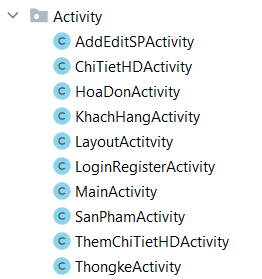 Activity
C AddEditSPActivity
C ChiTietHDActivity
C HoaDonActivity
C KhachHangActivity
C LayoutActitvity
C LoginRegisterActivity
C MainActivity
C SanPhamActivity
C ThemChiTietHDActivity
C ThongkeActivity